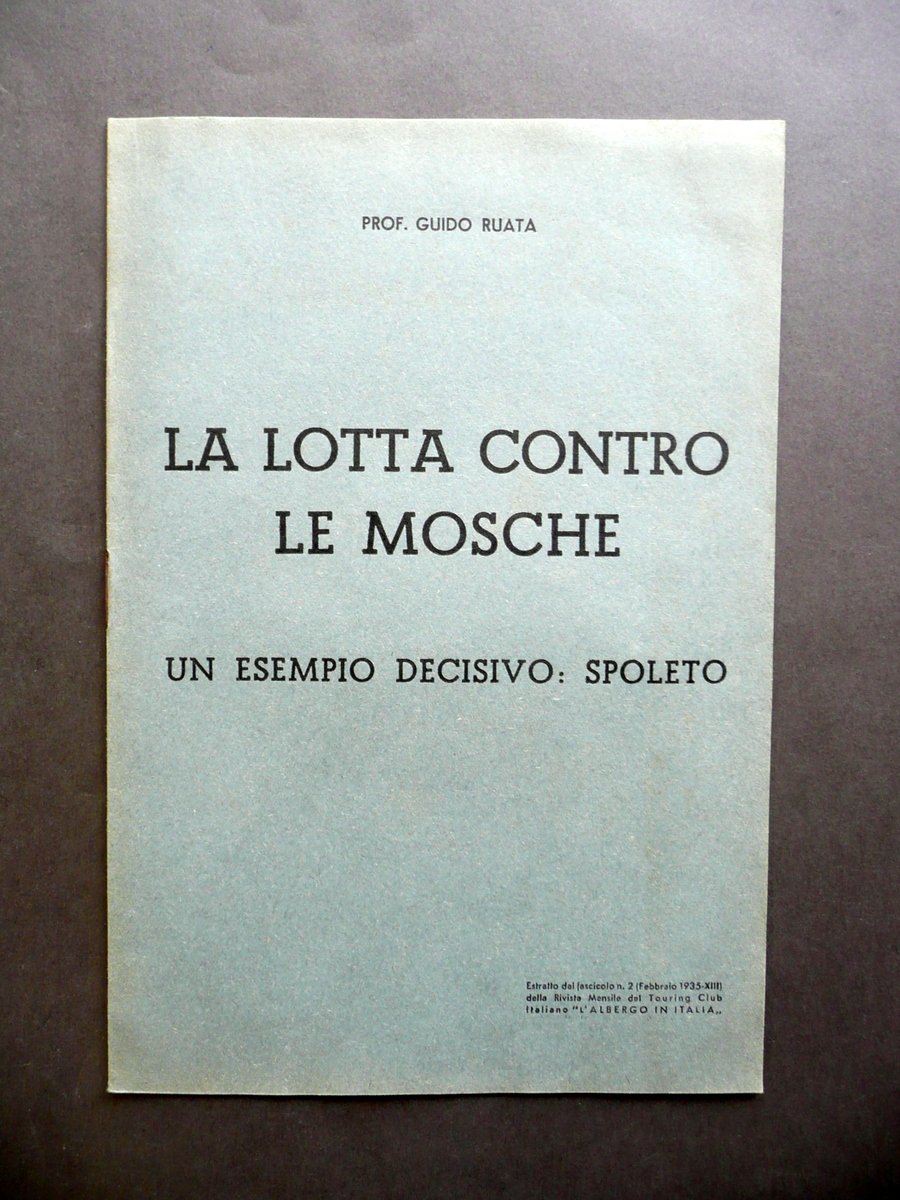 PROF. GUIDO RUATA
LA LOTTA CONTRO
LE MOSCHE
UN ESEMPIO DECISIVO: SPOLETO
Estratto dal fascicolo n. 2 (Febbraio 1935-XIII)
della Rivista Mensile del Touring Club
Italiano "L'ALBERGO IN ITALIA„